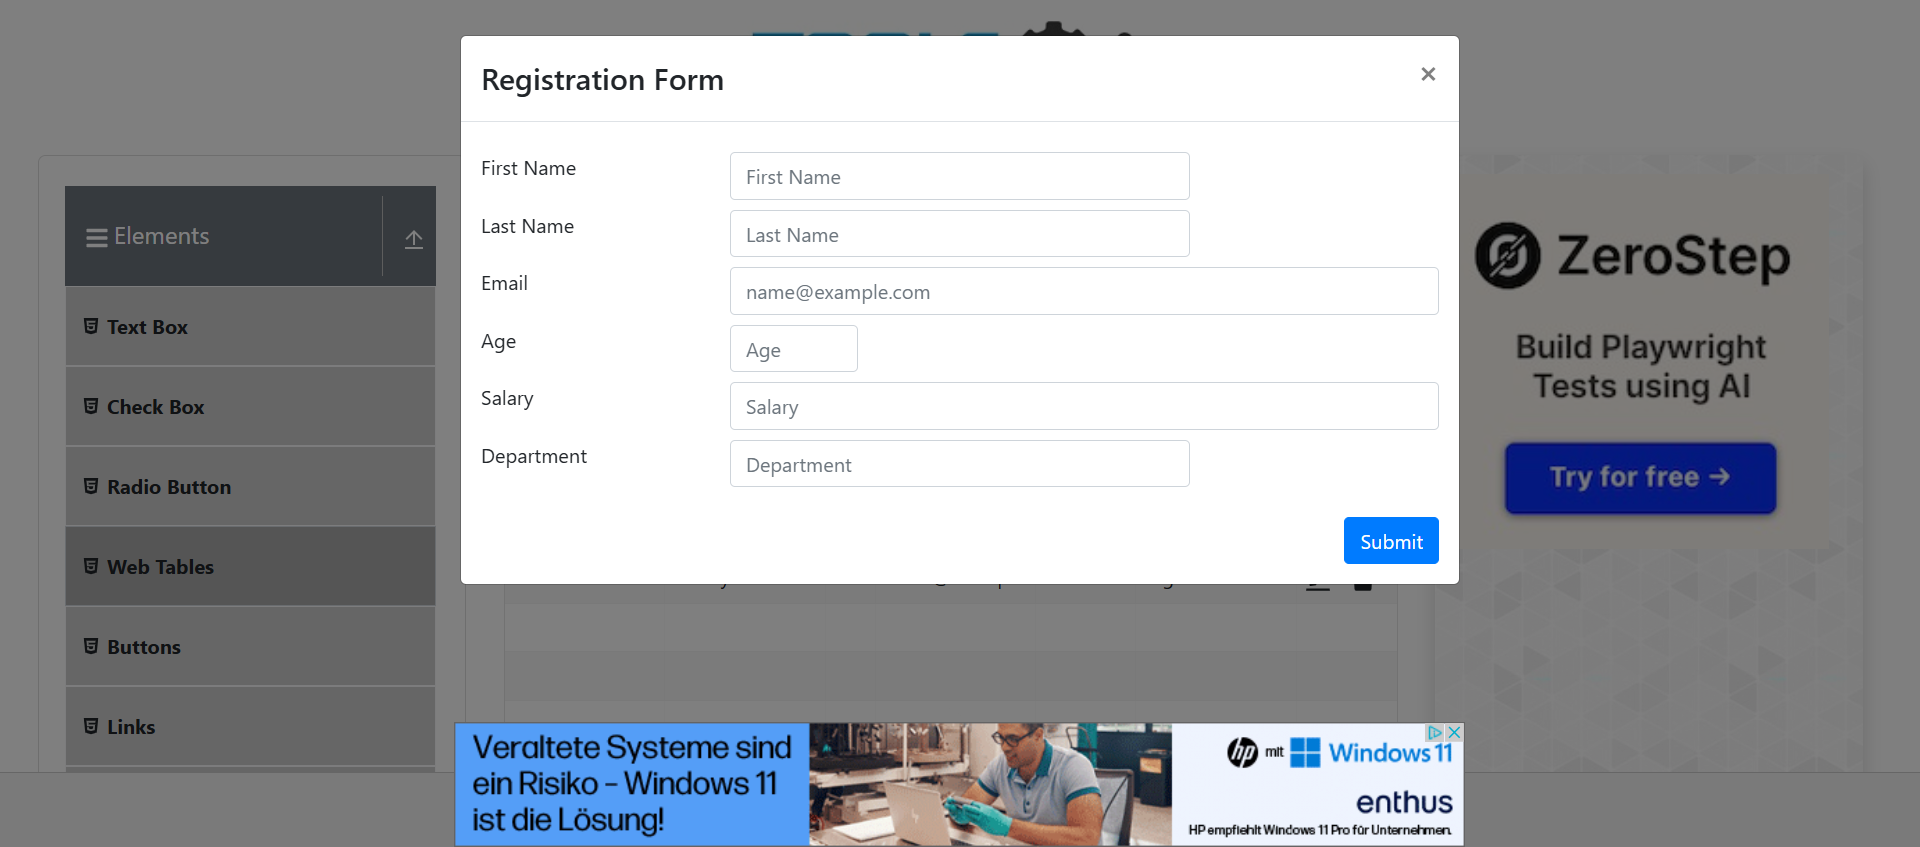 Registration Form
×
First Name
First Name
Last Name
Last Name
Email
name@example.com
Age
Age
Salary
Salary
Department
Department
Submit
Elements
Text Box
Check Box
Radio Button
Web Tables
Buttons
Links
ZeroStep
Build Playwright
Tests using AI
Try for free →
Veraltete Systeme sind
ein Risiko – Windows 11
ist die Lösung!
hp mit Windows 11
enthus
HP empfiehlt Windows 11 Pro für Unternehmen.